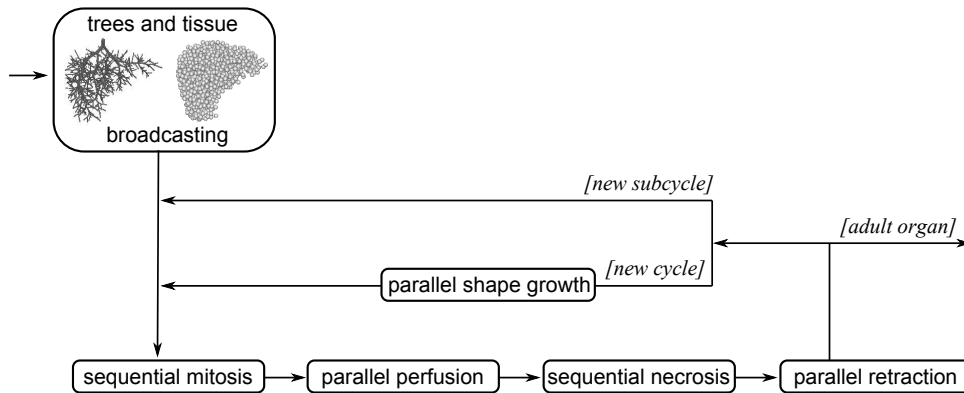 trees and tissue
broadcasting
[new subcycle]
[adult organ]
[new cycle]
parallel shape growth
sequential mitosis
parallel perfusion
sequential necrosis
parallel retraction